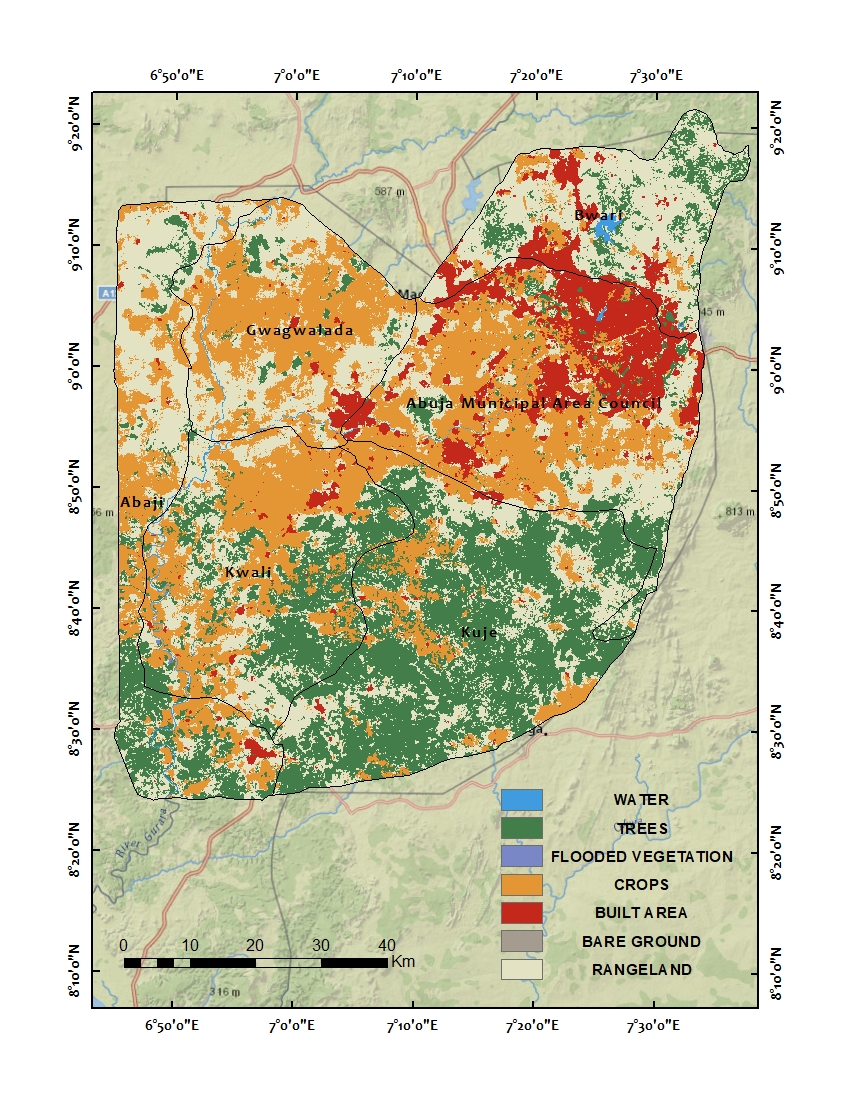 6°50'0"E 7°0'0"E 7°10'0"E 7°20'0"E 7°30'0"E
9°20'0"N 9°20'0"N
587 m
Bwari
9°10'0"N 9°10'0"N
Mar
45 m
Gwagwalada
9°0'0"N 9°0'0"N
Abuja Municipal Area Council
8°50'0"N 8°50'0"N
Abaji
6 m 813 m
Kwali
8°40'0"N 8°40'0"N
Kuje
8°30'0"N 8°30'0"N
ga
WATER
TREES
FLOODED VEGETATION
CROPS
BUILT AREA
BARE GROUND
RANGELAND
River Gurara
8°20'0"N 8°20'0"N
0 10 20 30 40
Km
8°10'0"N 8°10'0"N
316 m
6°50'0"E 7°0'0"E 7°10'0"E 7°20'0"E 7°30'0"E